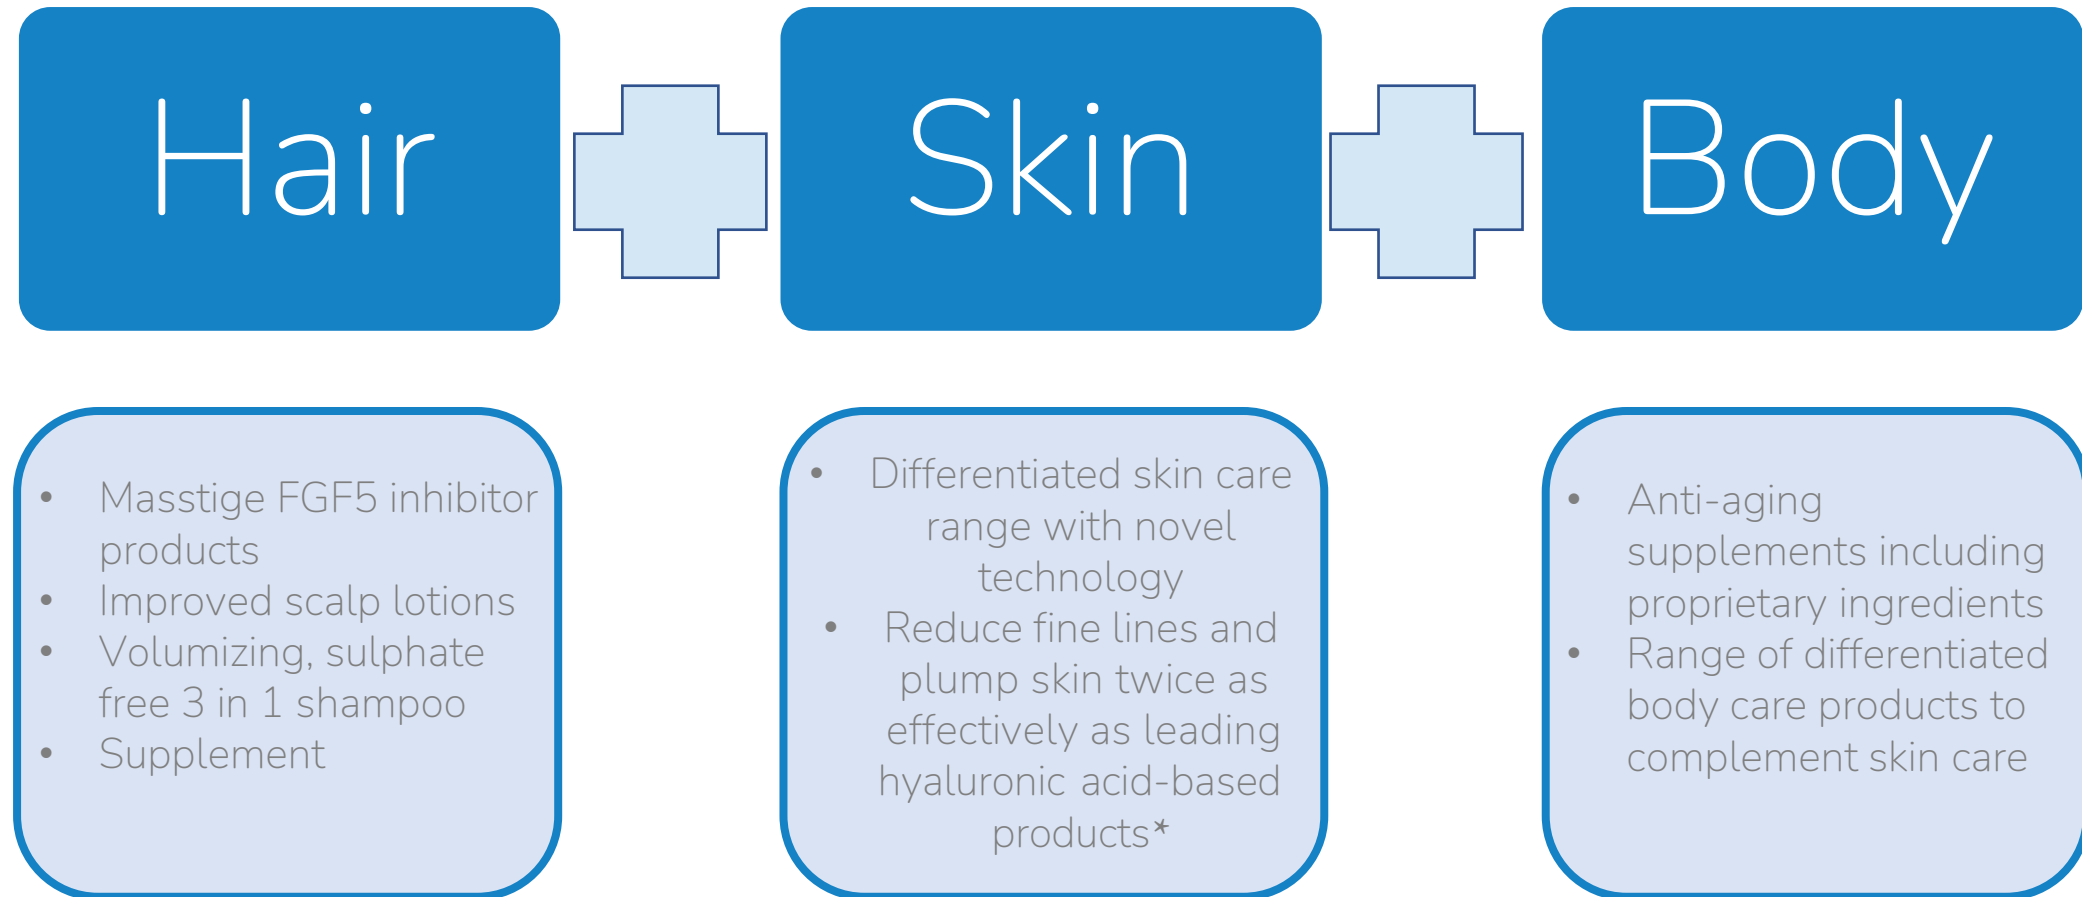 Hair
Skin
Body
• Masstige FGF5 inhibitor
products
• Improved scalp lotions
• Volumizing, sulphate
free 3 in 1 shampoo
• Supplement
• Differentiated skin care
range with novel
technology
• Reduce fine lines and
plump skin twice as
effectively as leading
hyaluronic acid-based
products*
• Anti-aging
supplements including
proprietary ingredients
• Range of differentiated
body care products to
complement skin care